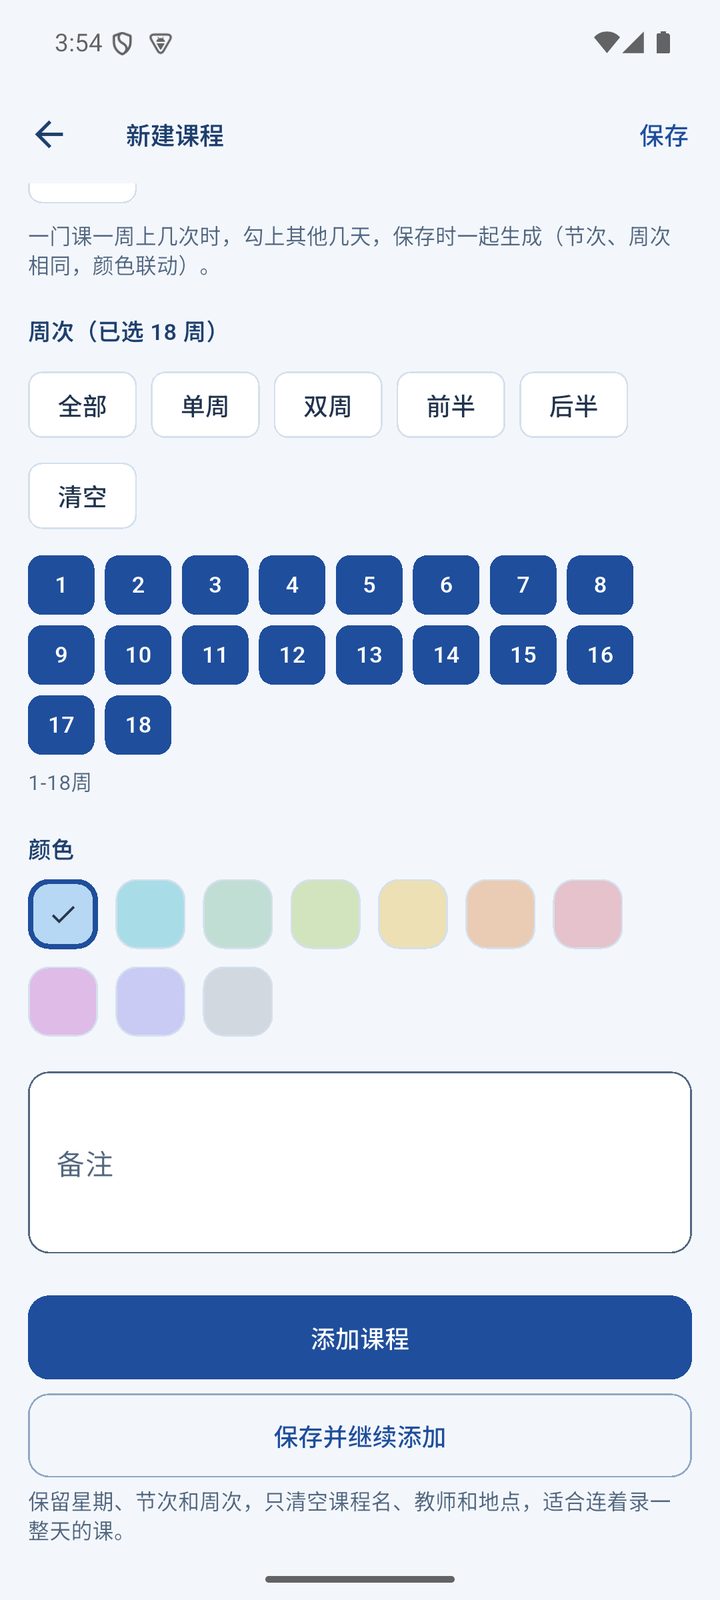 3:54
新建课程
保存
一门课一周上几次时，勾上其他几天，保存时一起生成（节次、周次
相同，颜色联动）。
周次（已选 18 周）
全部 单周 双周 前半 后半
清空
1 2 3 4 5 6 7 8
9 10 11 12 13 14 15 16
17 18
1-18周
颜色
备注
添加课程
保存并继续添加
保留星期、节次和周次，只清空课程名、教师和地点，适合连着录一
整天的课。